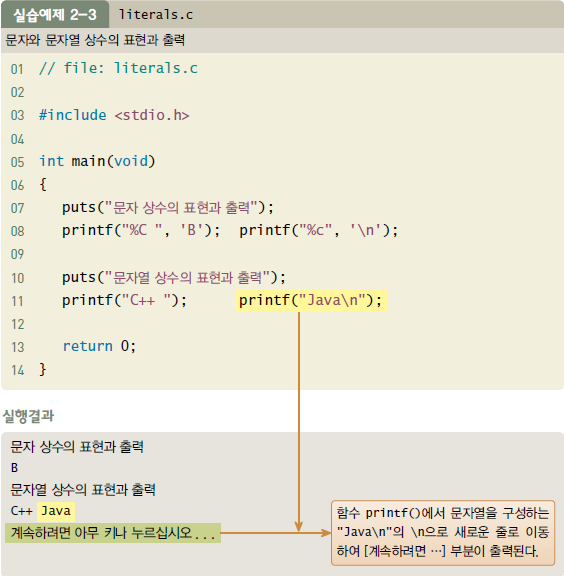 실습예제 2-3 literals.c
문자와 문자열 상수의 표현과 출력
01 // file: literals.c
02
03 #include <stdio.h>
04
05 int main(void)
06 {
07 puts("문자 상수의 표현과 출력");
08 printf("%C ", 'B'); printf("%c", '\n');
09
10 puts("문자열 상수의 표현과 출력");
11 printf("C++ "); printf("Java\n");
12
13 return 0;
14 }
실행결과
문자 상수의 표현과 출력
B
문자열 상수의 표현과 출력
C++ Java
계속하려면 아무 키나 누르십시오...
함수 printf()에서 문자열을 구성하는
"Java\n"의 \n으로 새로운 줄로 이동
하여 [계속하려면 …] 부분이 출력된다.